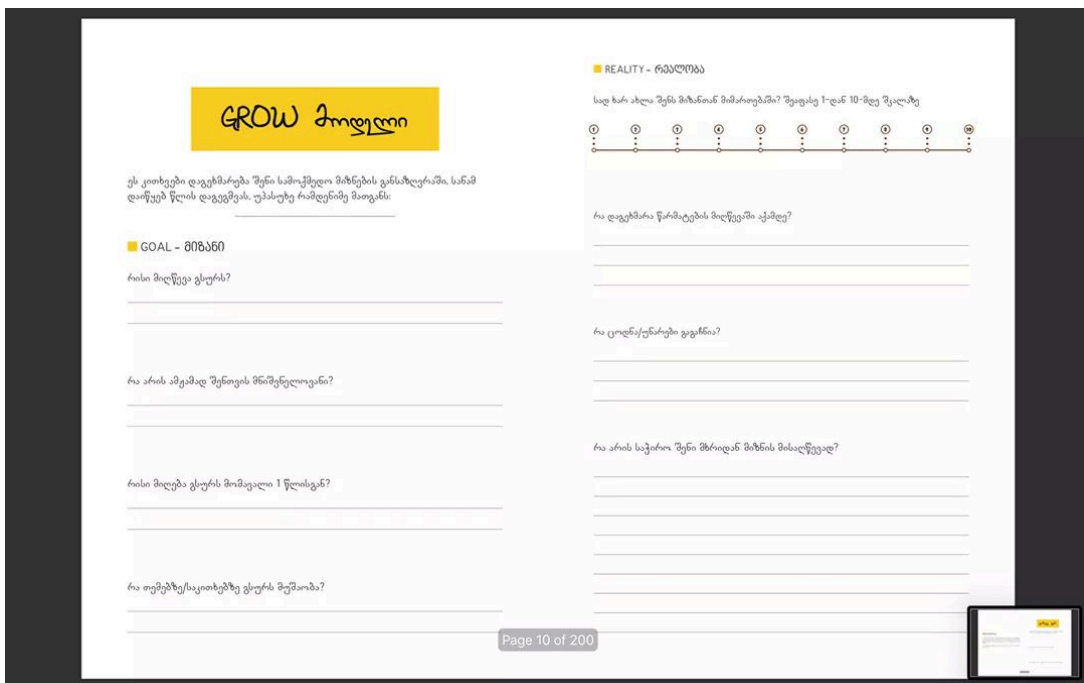 GROW მოდელი
ეს კითხვები დაგეხმარება შენი სამოქმედო მიზნების განსაზღვრაში, სანამ
დაიწყებ წლის დაგეგმვას, უპასუხე რამდენიმე მათგანს:
GOAL - მიზანი
რისი მიღწევა გსურს?
რა არის ამჟამად შენთვის მნიშვნელოვანი?
რისი მიღება გსურს მომავალი 1 წლისგან?
რა თემებზე/საკითხებზე გსურს მუშაობა?
REALITY - რეალობა
სად ხარ ახლა შენს მიზანთან მიმართებაში? შეაფასე 1-დან 10-მდე შკალაზე
1 2 3 4 5 6 7 8 9 10
რა დაგეხმარა წარმატების მიღწევაში აქამდე?
რა ცოდნა/უნარები გაგაჩნია?
რა არის საჭირო შენი მხრიდან მიზნის მისაღწევად?
Page 10 of 200